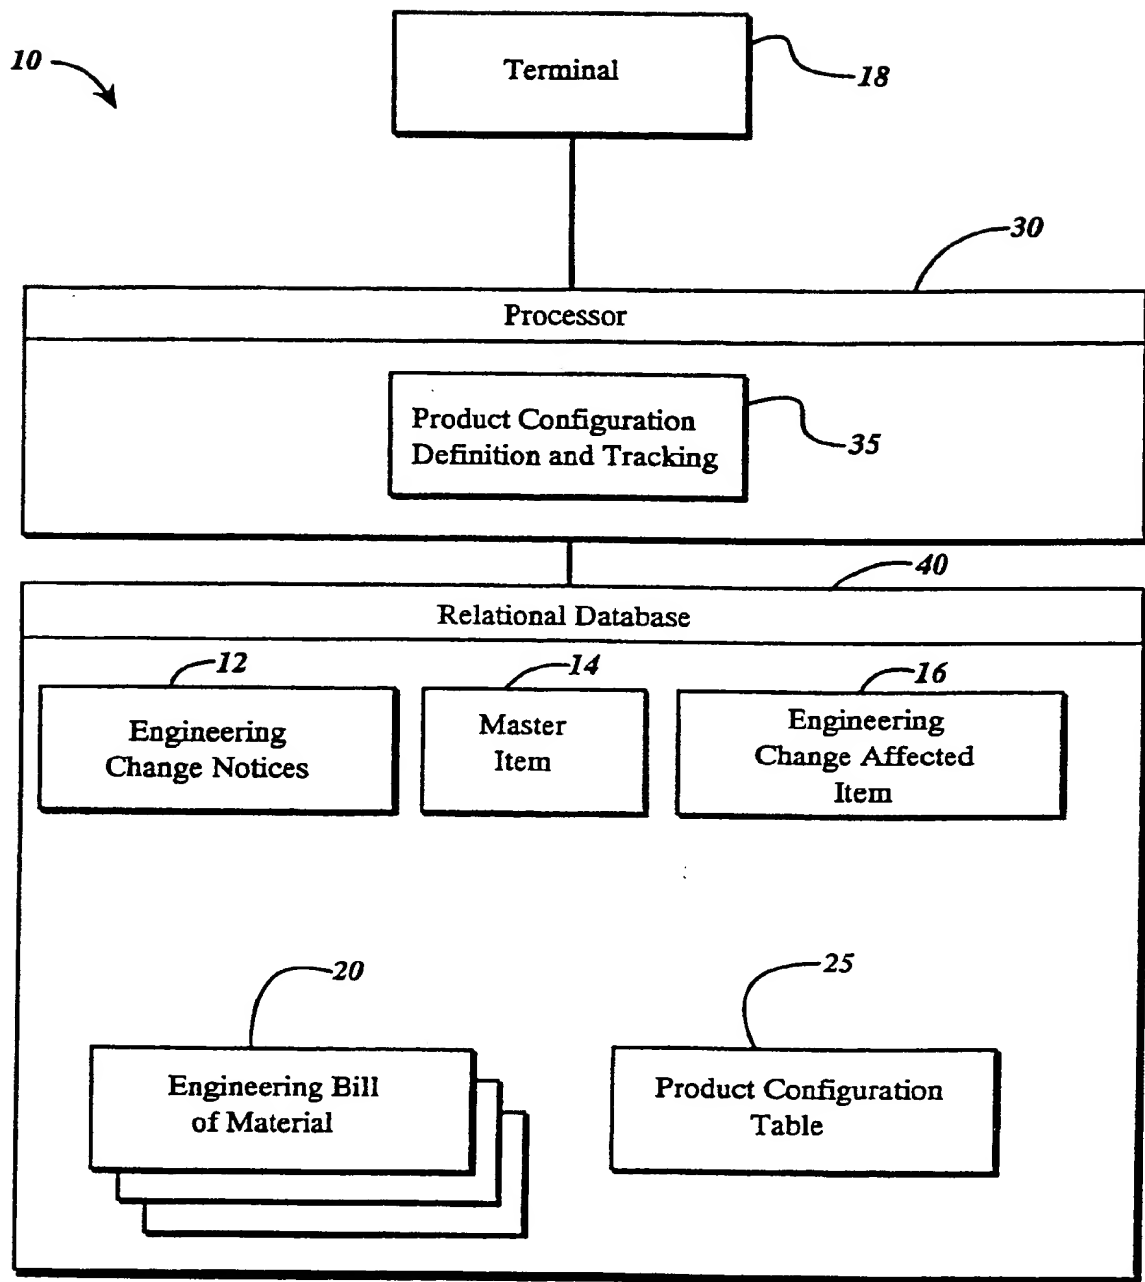 10
Terminal
18
30
Processor
Product Configuration
Definition and Tracking
35
40
Relational Database
12
14
16
Engineering
Change Notices
Master
Item
Engineering
Change Affected
Item
20
25
Engineering Bill
of Material
Product Configuration
Table